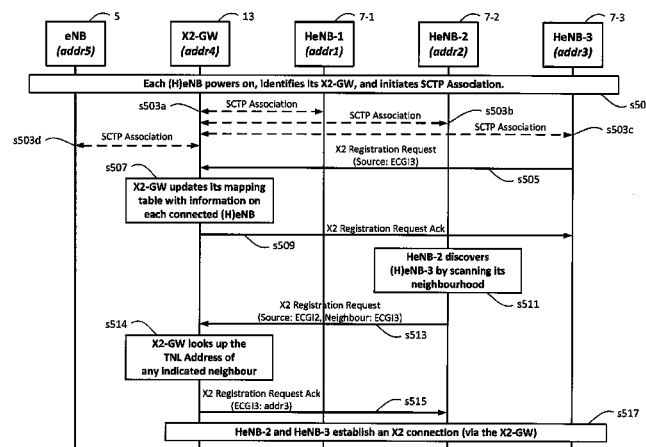 5
13
7-1
7-2
7-3
eNB
(addr5)
X2-GW
(addr4)
HeNB-1
(addr1)
HeNB-2
(addr2)
HeNB-3
(addr3)
Each (H)eNB powers on, identifies its X2-GW, and initiates SCTP Association.
s50
s503a
SCTP Association
s503b
SCTP Association
SCTP Association
s503c
s503d
SCTP Association
X2 Registration Request
(Source: ECGI3)
s505
s507
X2-GW updates its mapping
table with information on
each connected (H)eNB
X2 Registration Request Ack
s509
HeNB-2 discovers
(H)eNB-3 by scanning its
neighbourhood
s511
X2 Registration Request
(Source: ECGI2, Neighbour: ECGI3)
s513
s514
X2-GW looks up the
TNL Address of
any indicated neighbour
X2 Registration Request Ack
(ECGI3: addr3)
s515
s517
HeNB-2 and HeNB-3 establish an X2 connection (via the X2-GW)